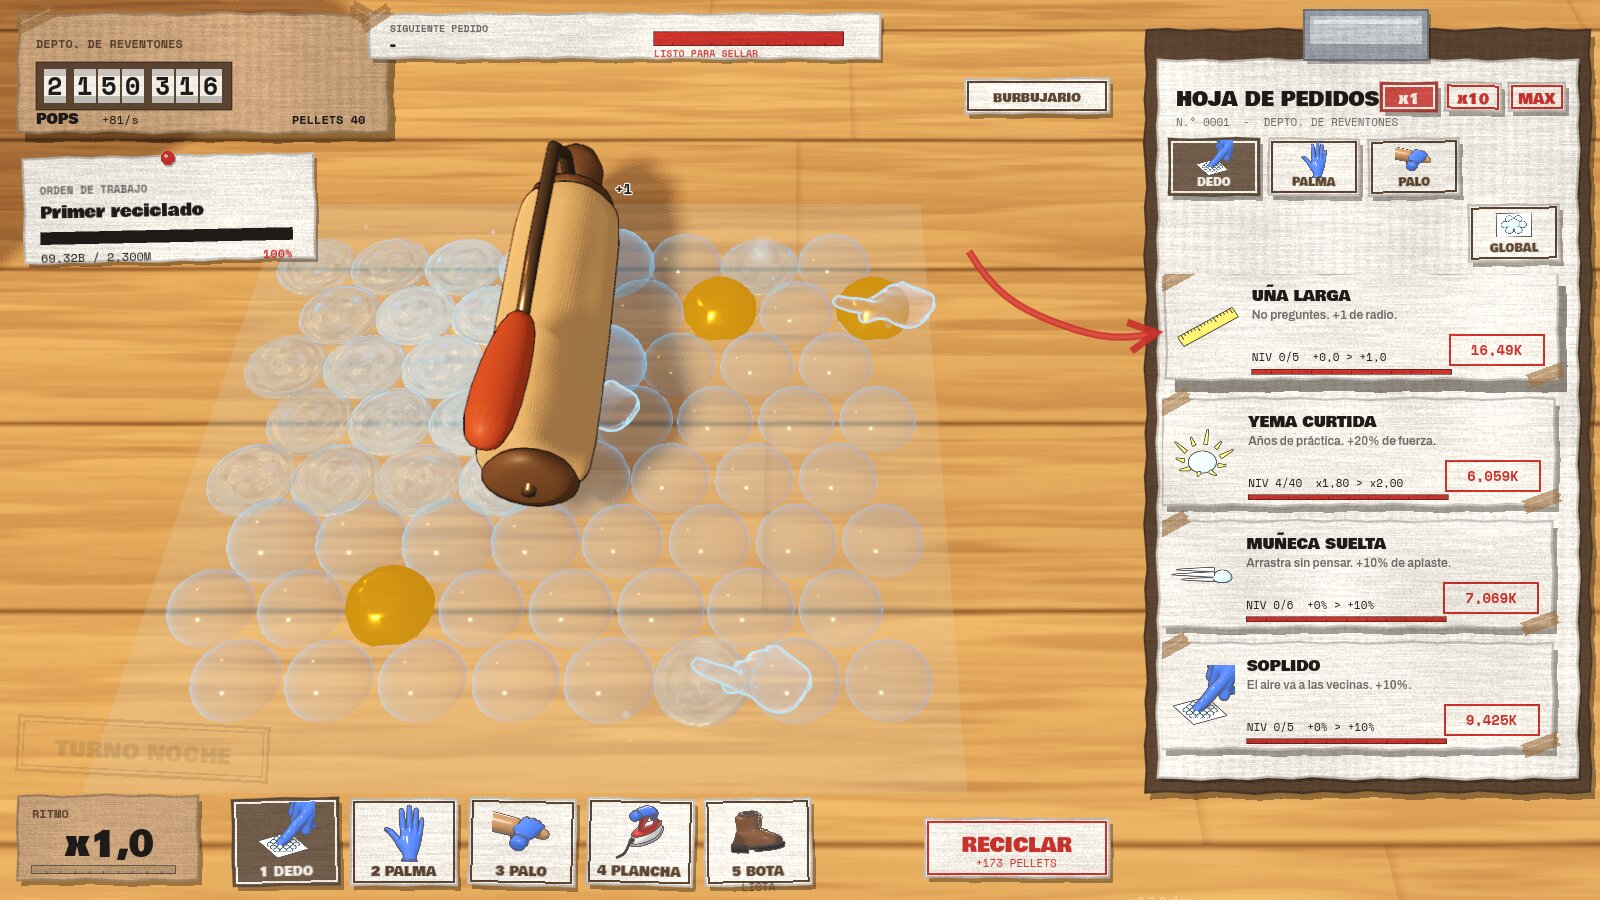 DEPTO. DE REVENTONES
2 150 316
POPS +81/s PELLETS 40
SIGUIENTE PEDIDO
-
LISTO PARA SELLAR
BURBUJARIO
ORDEN DE TRABAJO
Primer reciclado
69,32B / 2,300M 100%
+1
HOJA DE PEDIDOS x1 x10 MAX
N.° 0001 - DEPTO. DE REVENTONES
DEDO PALMA PALO
GLOBAL
UÑA LARGA
No preguntes. +1 de radio.
NIV 0/5 +0,0 > +1,0 16,49K
YEMA CURTIDA
Años de práctica. +20% de fuerza.
NIV 4/40 x1,80 > x2,00 6,059K
MUÑECA SUELTA
Arrastra sin pensar. +10% de aplaste.
NIV 0/6 +0% > +10% 7,069K
SOPLIDO
El aire va a las vecinas. +10%.
NIV 0/5 +0% > +10% 9,425K
TURNO NOCHE
RITMO
x1,0
1 DEDO 2 PALMA 3 PALO 4 PLANCHA 5 BOTA
LISTA
RECICLAR
+173 PELLETS